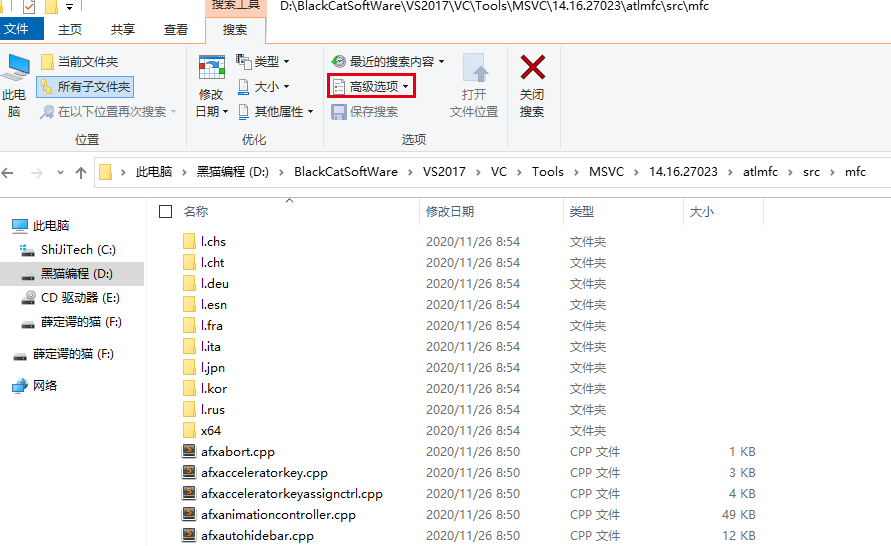 搜索工具 D:\BlackCatSoftWare\VS2017\VC\Tools\MSVC\14.16.27023\atlmfc\src\mfc
文件 主页 共享 查看 搜索
此电脑
当前文件夹
所有子文件夹
在以下位置再次搜索
位置
修改日期
类型
大小
其他属性
优化
最近的搜索内容
高级选项
保存搜索
打开文件位置
选项
关闭搜索
此电脑 黑猫编程 (D:) BlackCatSoftWare VS2017 VC Tools MSVC 14.16.27023 atlmfc src mfc
此电脑
ShiJiTech (C:)
黑猫编程 (D:)
CD 驱动器 (E:)
薛定谔的猫 (F:)
薛定谔的猫 (F:)
网络
名称 修改日期 类型 大小
l.chs 2020/11/26 8:54 文件夹
l.cht 2020/11/26 8:54 文件夹
l.deu 2020/11/26 8:54 文件夹
l.esn 2020/11/26 8:54 文件夹
l.fra 2020/11/26 8:54 文件夹
l.ita 2020/11/26 8:54 文件夹
l.jpn 2020/11/26 8:54 文件夹
l.kor 2020/11/26 8:54 文件夹
l.rus 2020/11/26 8:54 文件夹
x64 2020/11/26 8:54 文件夹
afxabort.cpp 2020/11/26 8:50 CPP 文件 1 KB
afxacceleratorkey.cpp 2020/11/26 8:50 CPP 文件 3 KB
afxacceleratorkeyassignctrl.cpp 2020/11/26 8:50 CPP 文件 4 KB
afxanimationcontroller.cpp 2020/11/26 8:50 CPP 文件 49 KB
afxautohidebar.cpp 2020/11/26 8:50 CPP 文件 12 KB